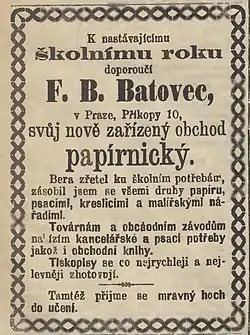 K nastávajícímu
školnímu roku
doporoučí
F. B. Batovec,
v Praze, Příkopy 10,
svůj nově zařízený obchod
papírnický.
Bera zřetel ku školním potřebám,
zásobil jsem se všemi druhy papíru,
psacími, kreslicími a malířskými ná-
řadími.
Továrnám a obchodním závodům
nabízím kancelářské a psací potřeby
jakož i obchodní knihy.
Tiskopisy se co nejrychleji a nej-
levněji zhotovují.
Tamtéž přijme se mravný hoch
do učení.